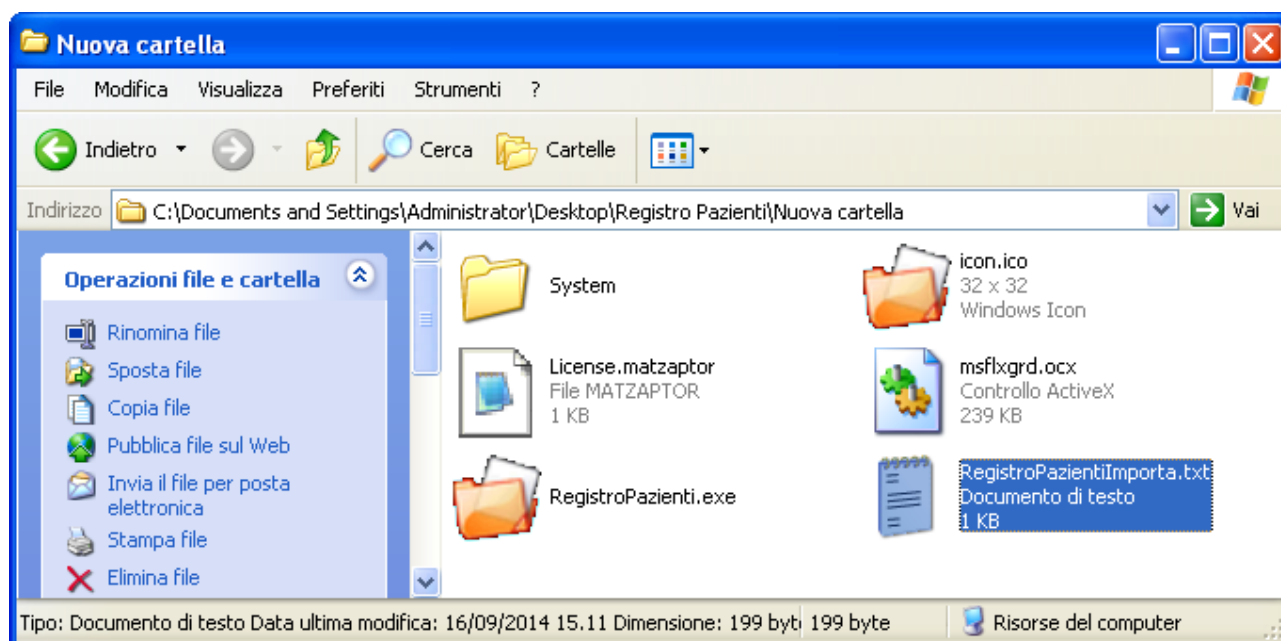 Nuova cartella
File Modifica Visualizza Preferiti Strumenti ?
Indietro Cerca Cartelle
Indirizzo C:\Documents and Settings\Administrator\Desktop\Registro Pazienti\Nuova cartella Vai
Operazioni file e cartella
Rinomina file
Sposta file
Copia file
Pubblica file sul Web
Invia il file per posta
elettronica
Stampa file
Elimina file
System
icon.ico
32 x 32
Windows Icon
License.matzaptor
File MATZAPTOR
1 KB
msflxgrd.ocx
Controllo ActiveX
239 KB
RegistroPazienti.exe
RegistroPazientiImporta.txt
Documento di testo
1 KB
Tipo: Documento di testo Data ultima modifica: 16/09/2014 15.11 Dimensione: 199 byt 199 byte Risorse del computer